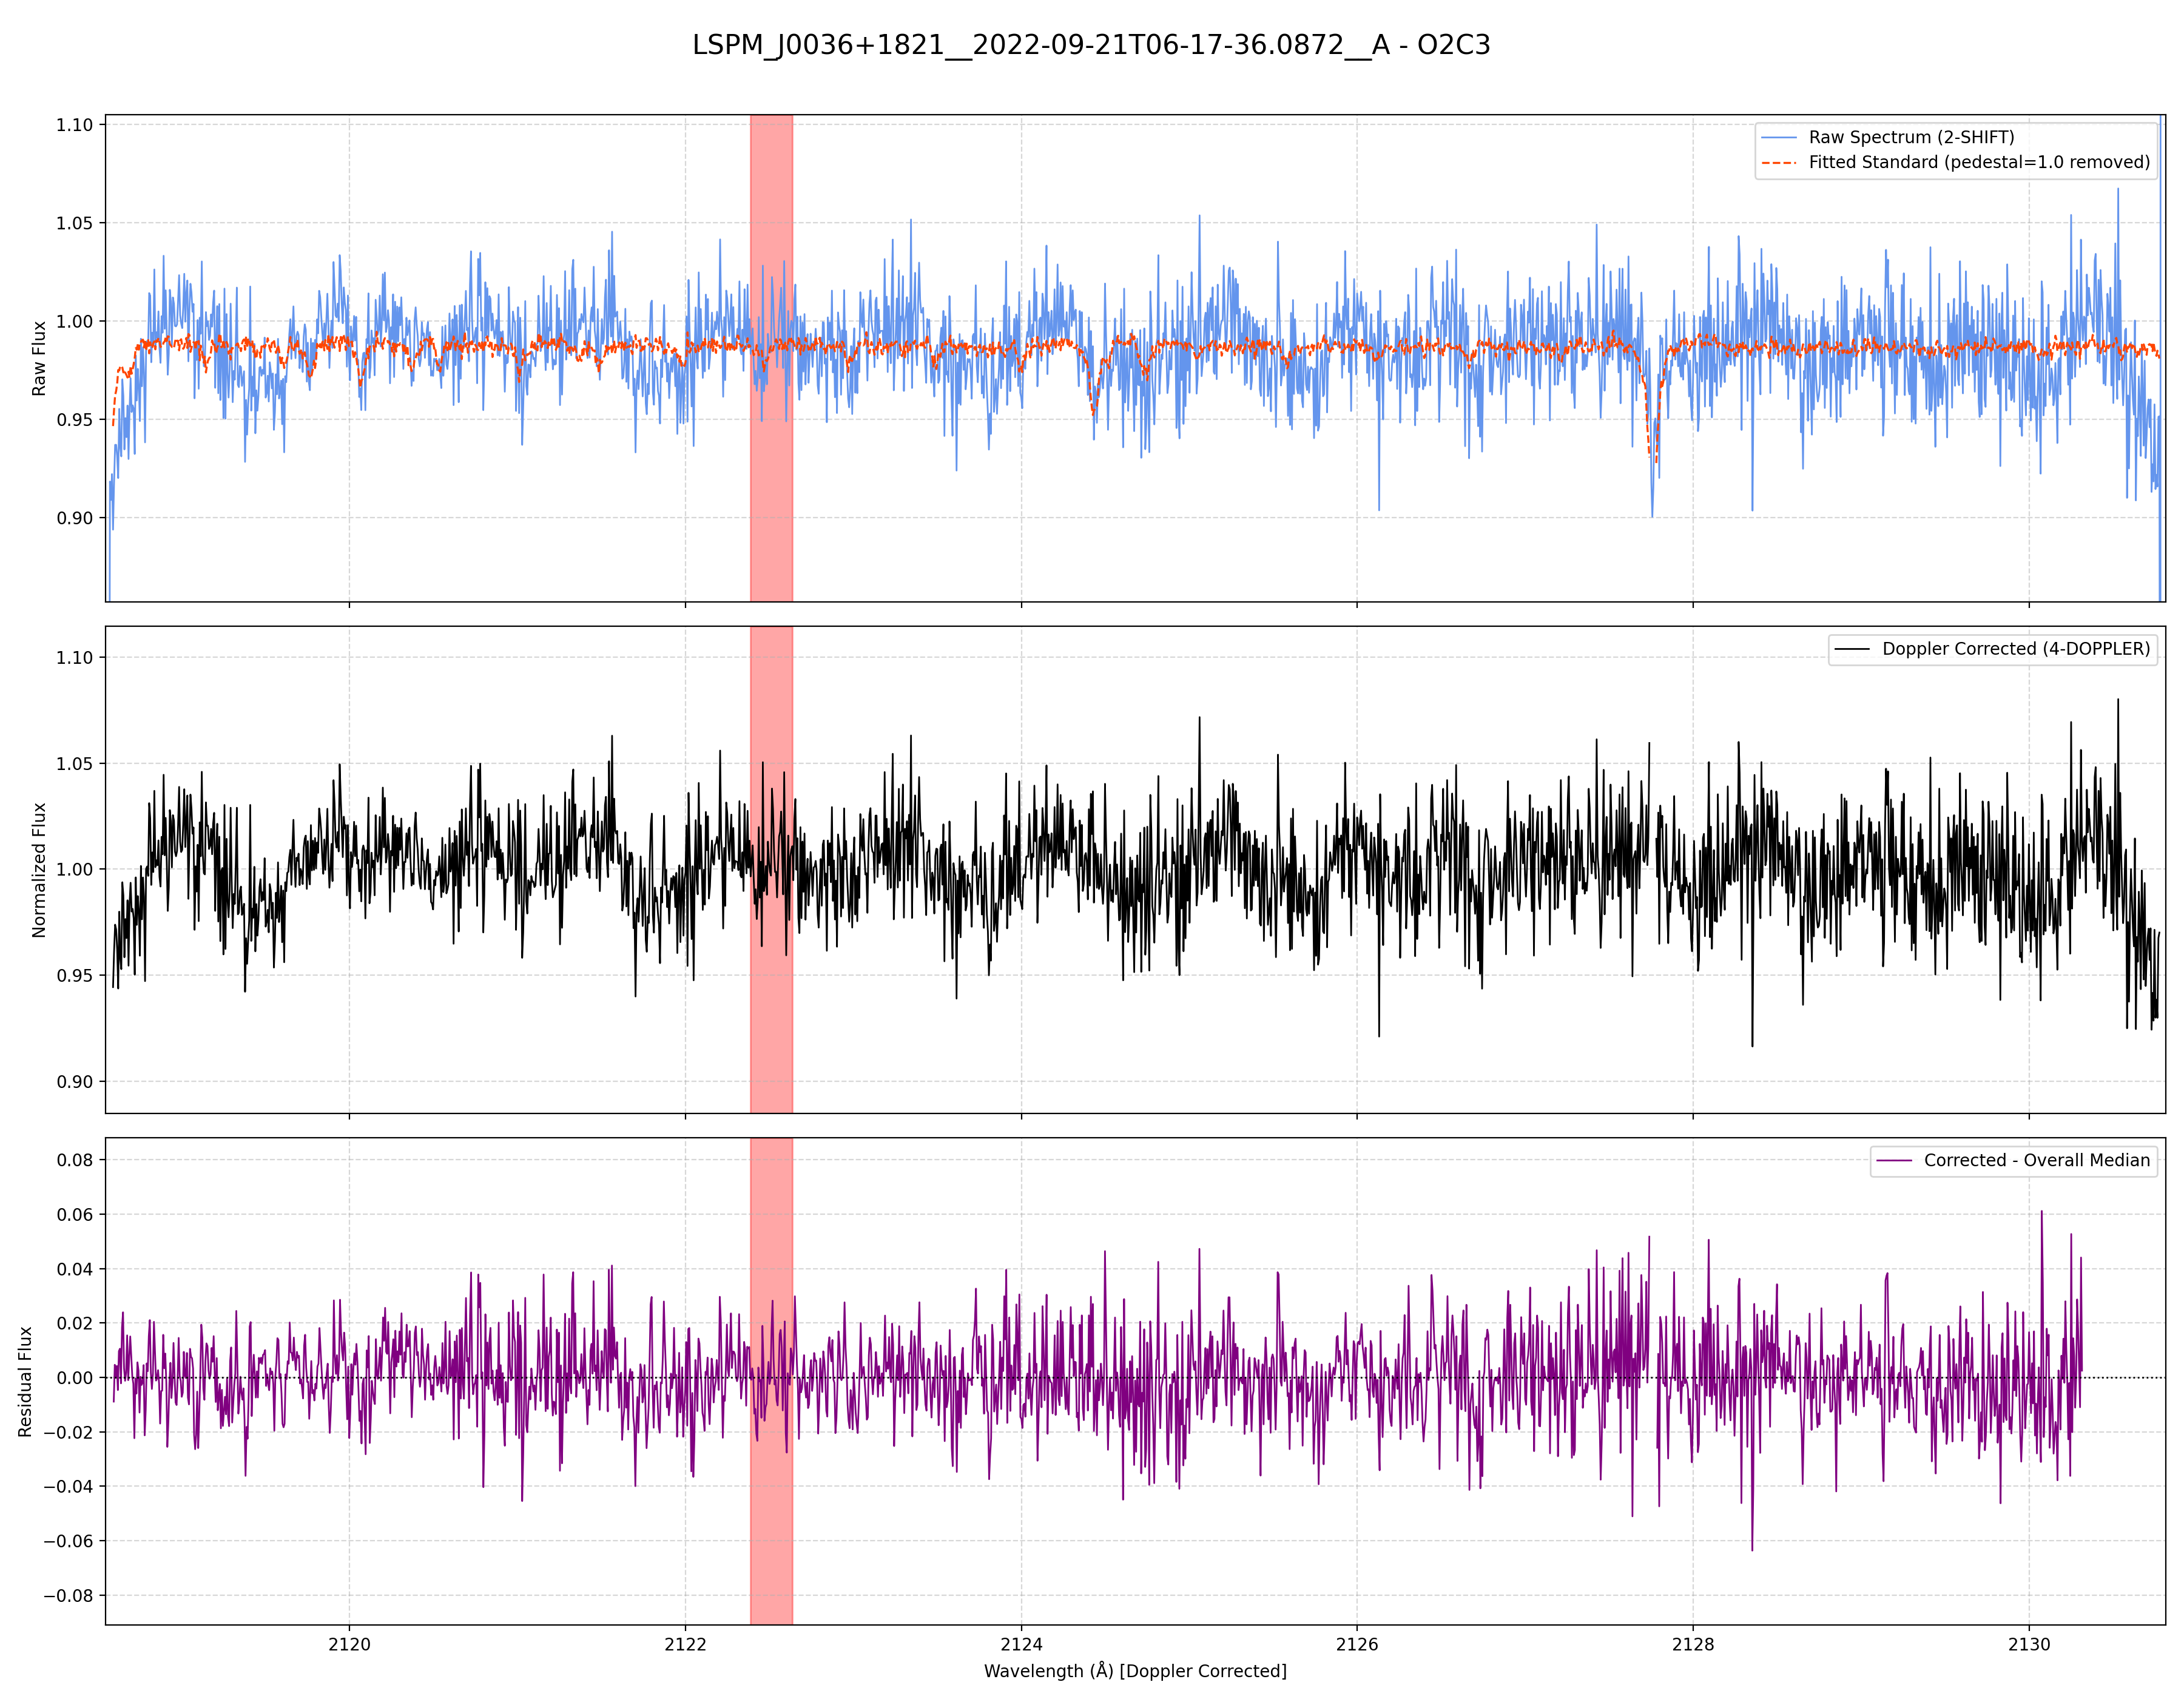 LSPM_J0036+1821__2022-09-21T06-17-36.0872__A - O2C3
1.10
1.05
1.00
0.95
0.90
Raw Flux
Raw Spectrum (2-SHIFT)
Fitted Standard (pedestal=1.0 removed)
1.10
1.05
1.00
0.95
0.90
Normalized Flux
Doppler Corrected (4-DOPPLER)
0.08
0.06
0.04
0.02
0.00
−0.02
−0.04
−0.06
−0.08
Residual Flux
Corrected - Overall Median
2120 2122 2124 2126 2128 2130
Wavelength (Å) [Doppler Corrected]